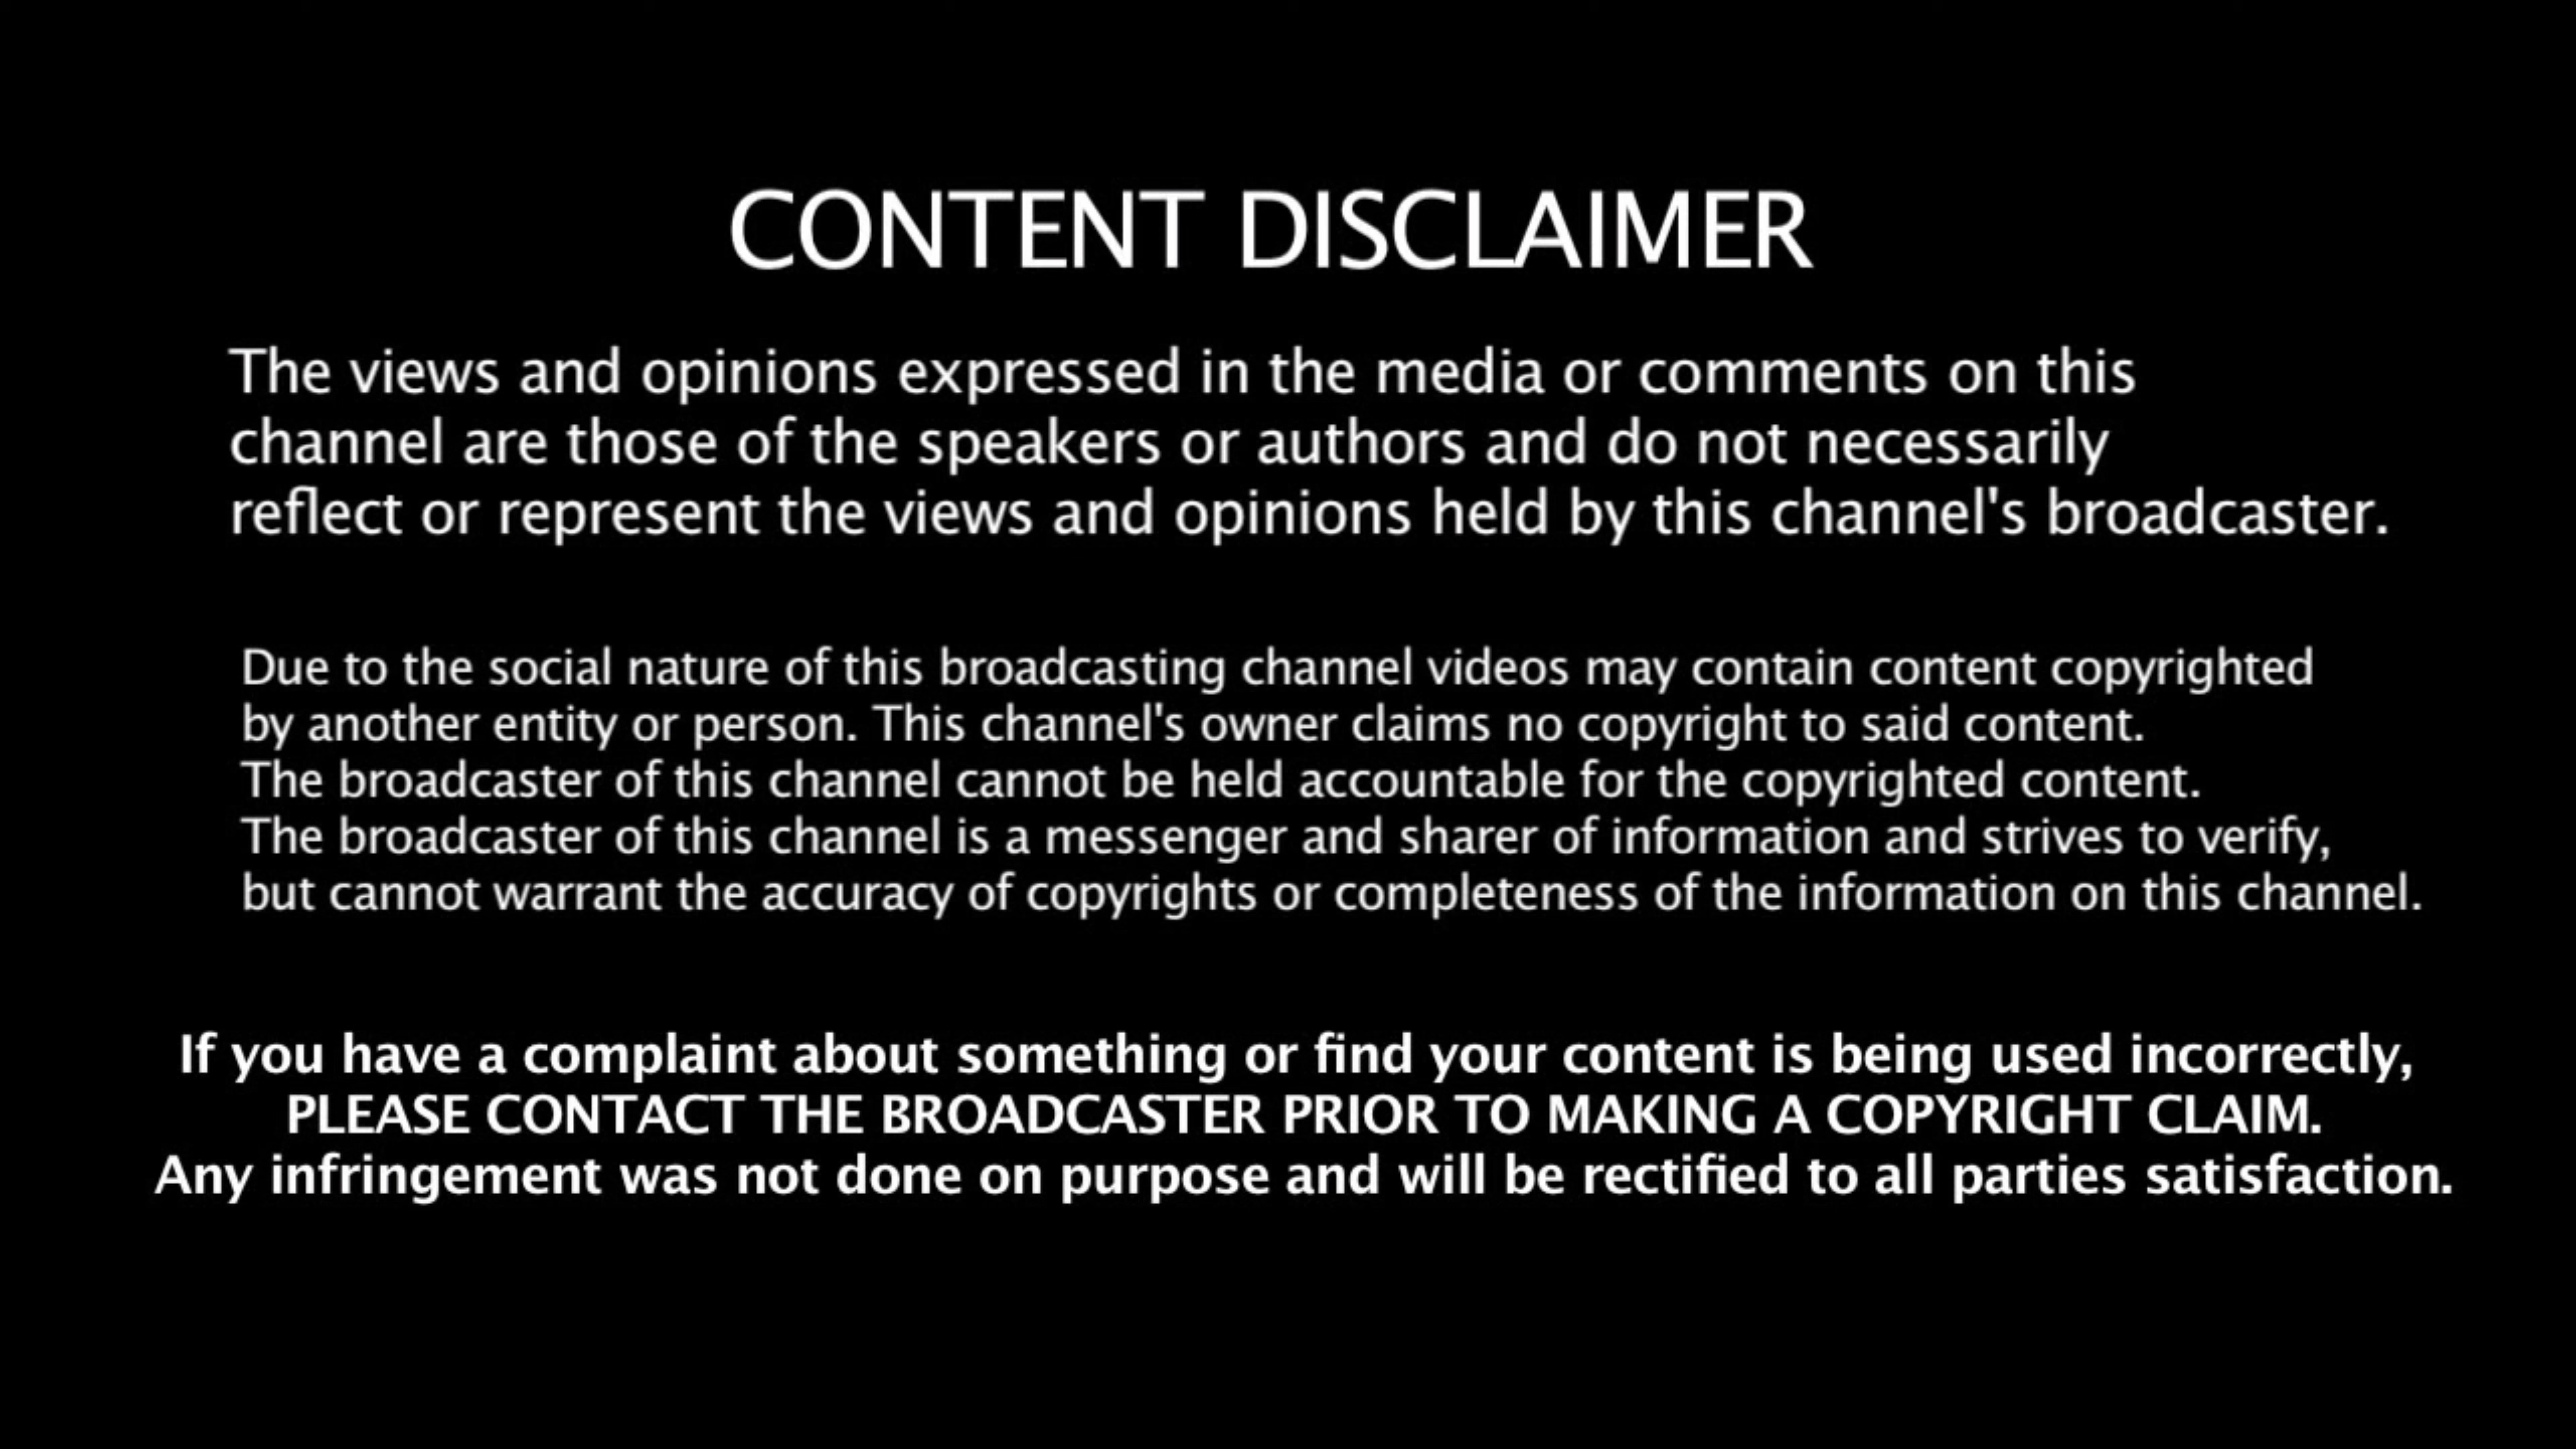 CONTENT DISCLAIMER
The views and opinions expressed in the media or comments on this
channel are those of the speakers or authors and do not necessarily
reflect or represent the views and opinions held by this channel's broadcaster.
Due to the social nature of this broadcasting channel videos may contain content copyrighted
by another entity or person. This channel's owner claims no copyright to said content.
The broadcaster of this channel cannot be held accountable for the copyrighted content.
The broadcaster of this channel is a messenger and sharer of information and strives to verify,
but cannot warrant the accuracy of copyrights or completeness of the information on this channel.
If you have a complaint about something or find your content is being used incorrectly,
PLEASE CONTACT THE BROADCASTER PRIOR TO MAKING A COPYRIGHT CLAIM.
Any infringement was not done on purpose and will be rectified to all parties satisfaction.